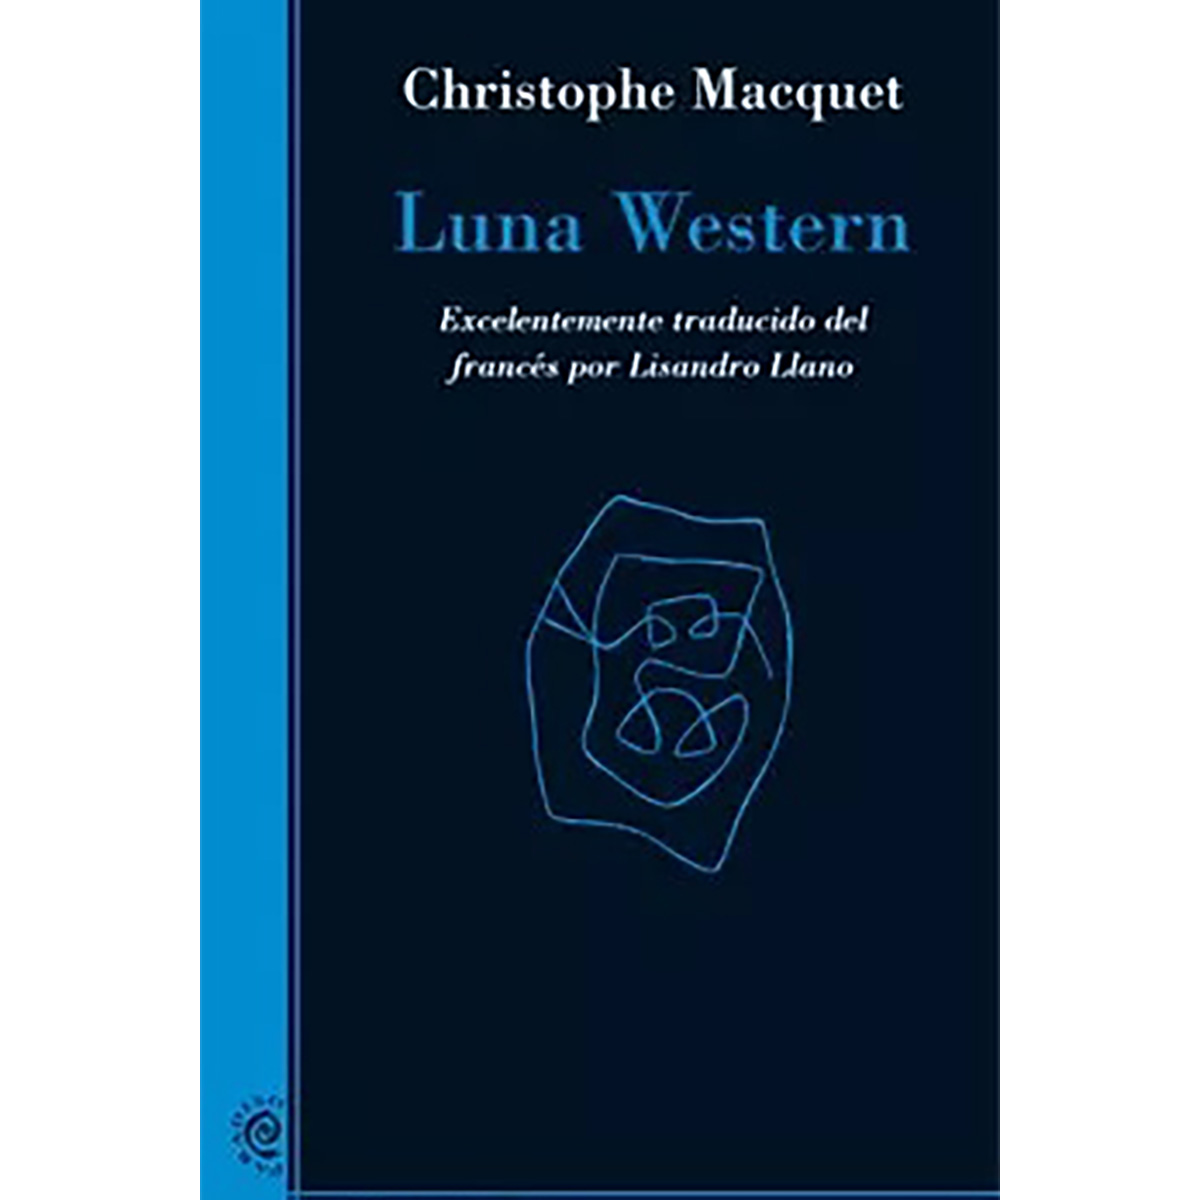 Christophe Macquet
Luna Western
Excelentemente traducido del
francés por Lisandro Llano